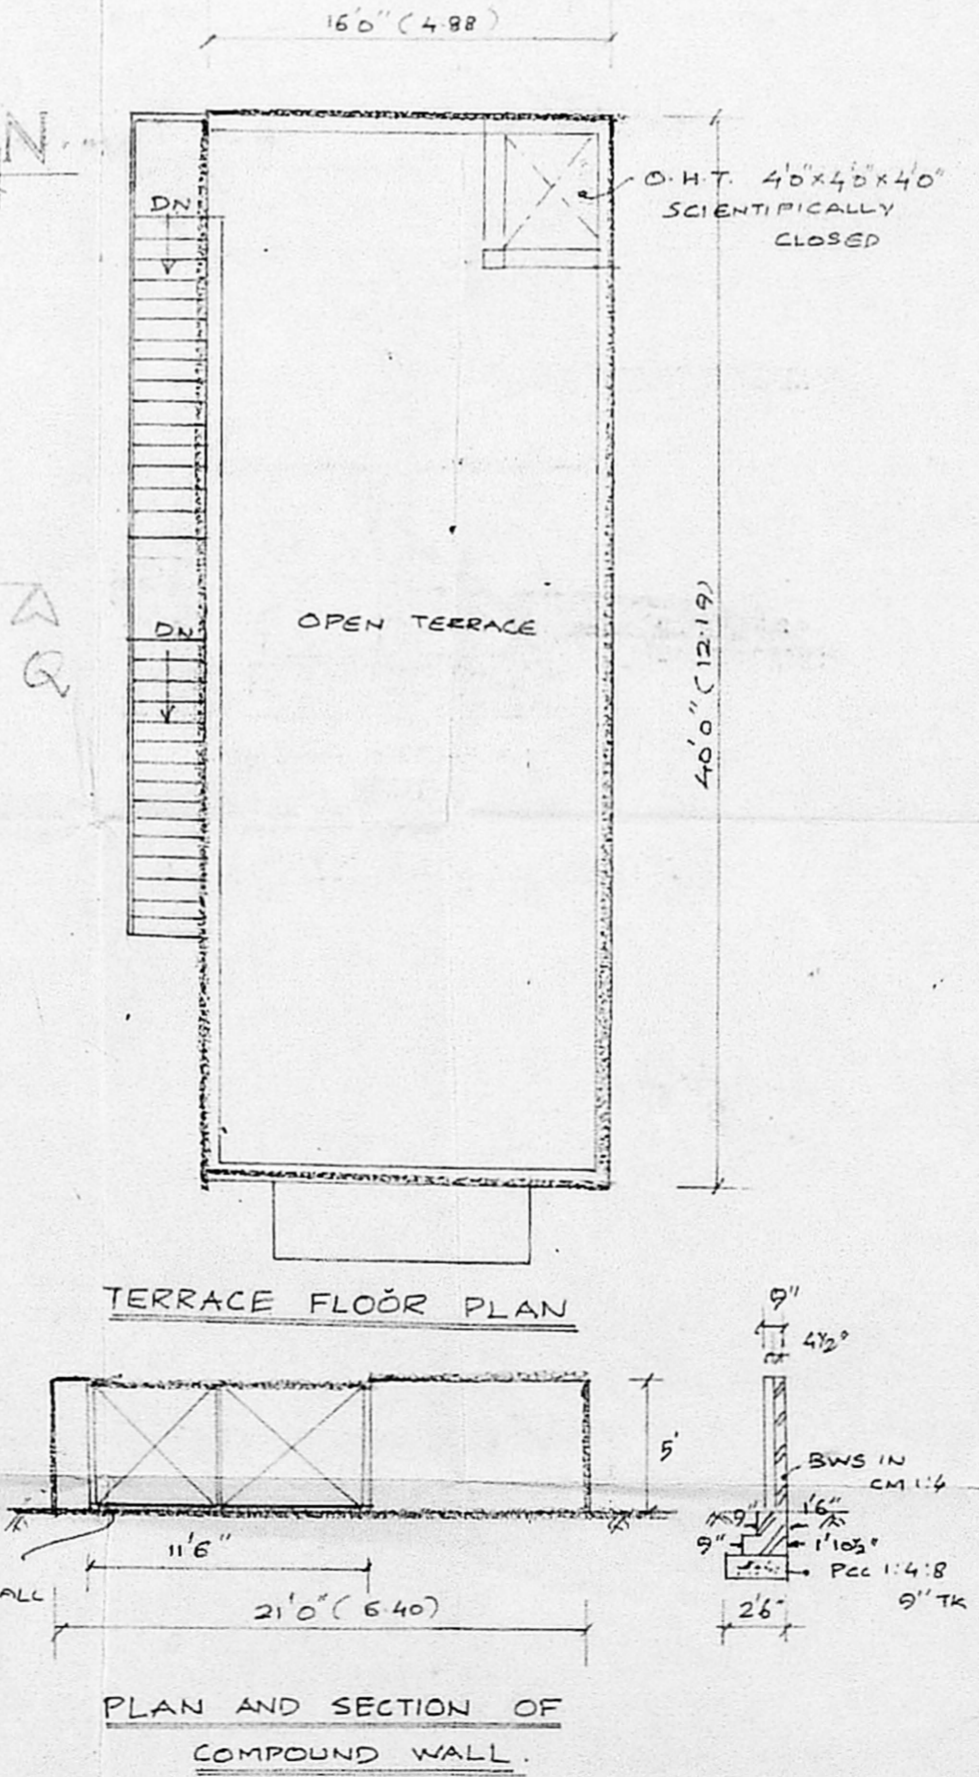 16'0" (4.88)
N
O.H.T. 4'0"x4'0"x4'0"
SCIENTIFICALLY
CLOSED
DN
40'0" (12.19)
OPEN TERRACE
DN
Q
TERRACE FLOOR PLAN
9"
4½"
5'
BWS IN
CM 1:4
9"
1'6"
9"
1'10½"
PCC 1:4:8
9" TK
11'6"
ALL
21'0" (6.40)
2'6"
PLAN AND SECTION OF
COMPOUND WALL.